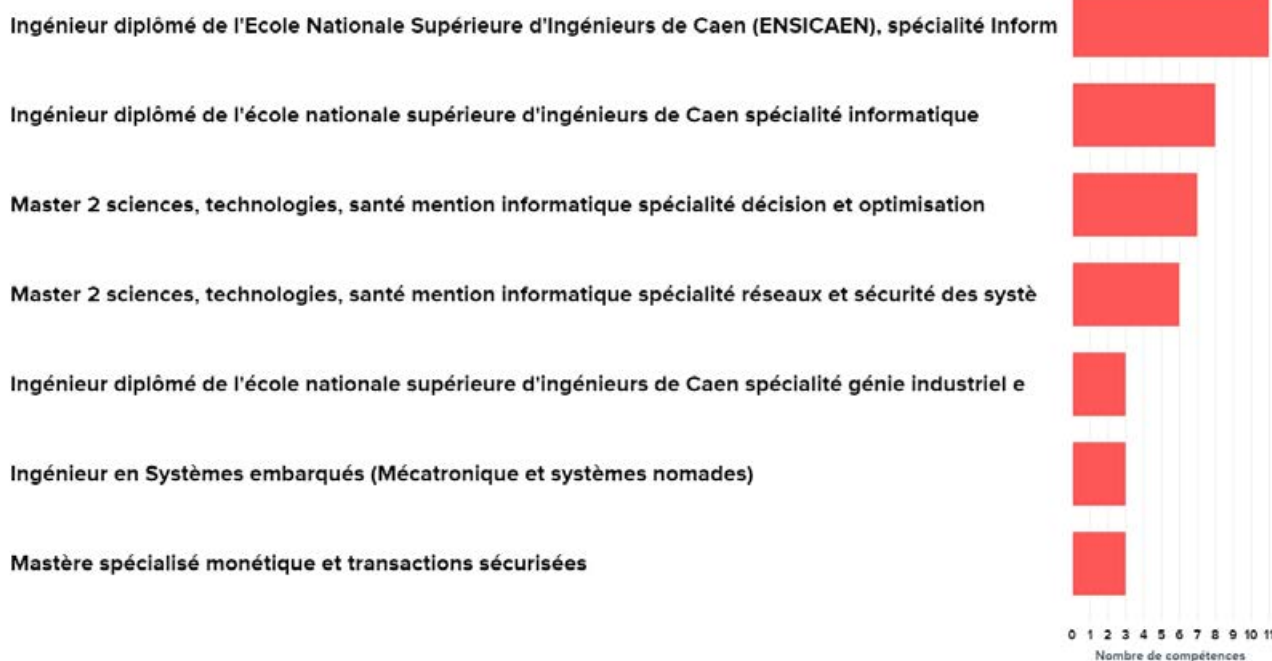 Ingénieur diplômé de l'Ecole Nationale Supérieure d'Ingénieurs de Caen (ENSICAEN), spécialité Inform
Ingénieur diplômé de l'école nationale supérieure d'ingénieurs de Caen spécialité informatique
Master 2 sciences, technologies, santé mention informatique spécialité décision et optimisation
Master 2 sciences, technologies, santé mention informatique spécialité réseaux et sécurité des systè
Ingénieur diplômé de l'école nationale supérieure d'ingénieurs de Caen spécialité génie industriel e
Ingénieur en Systèmes embarqués (Mécatronique et systèmes nomades)
Mastère spécialisé monétique et transactions sécurisées
0 1 2 3 4 5 6 7 8 9 10 11
Nombre de compétences